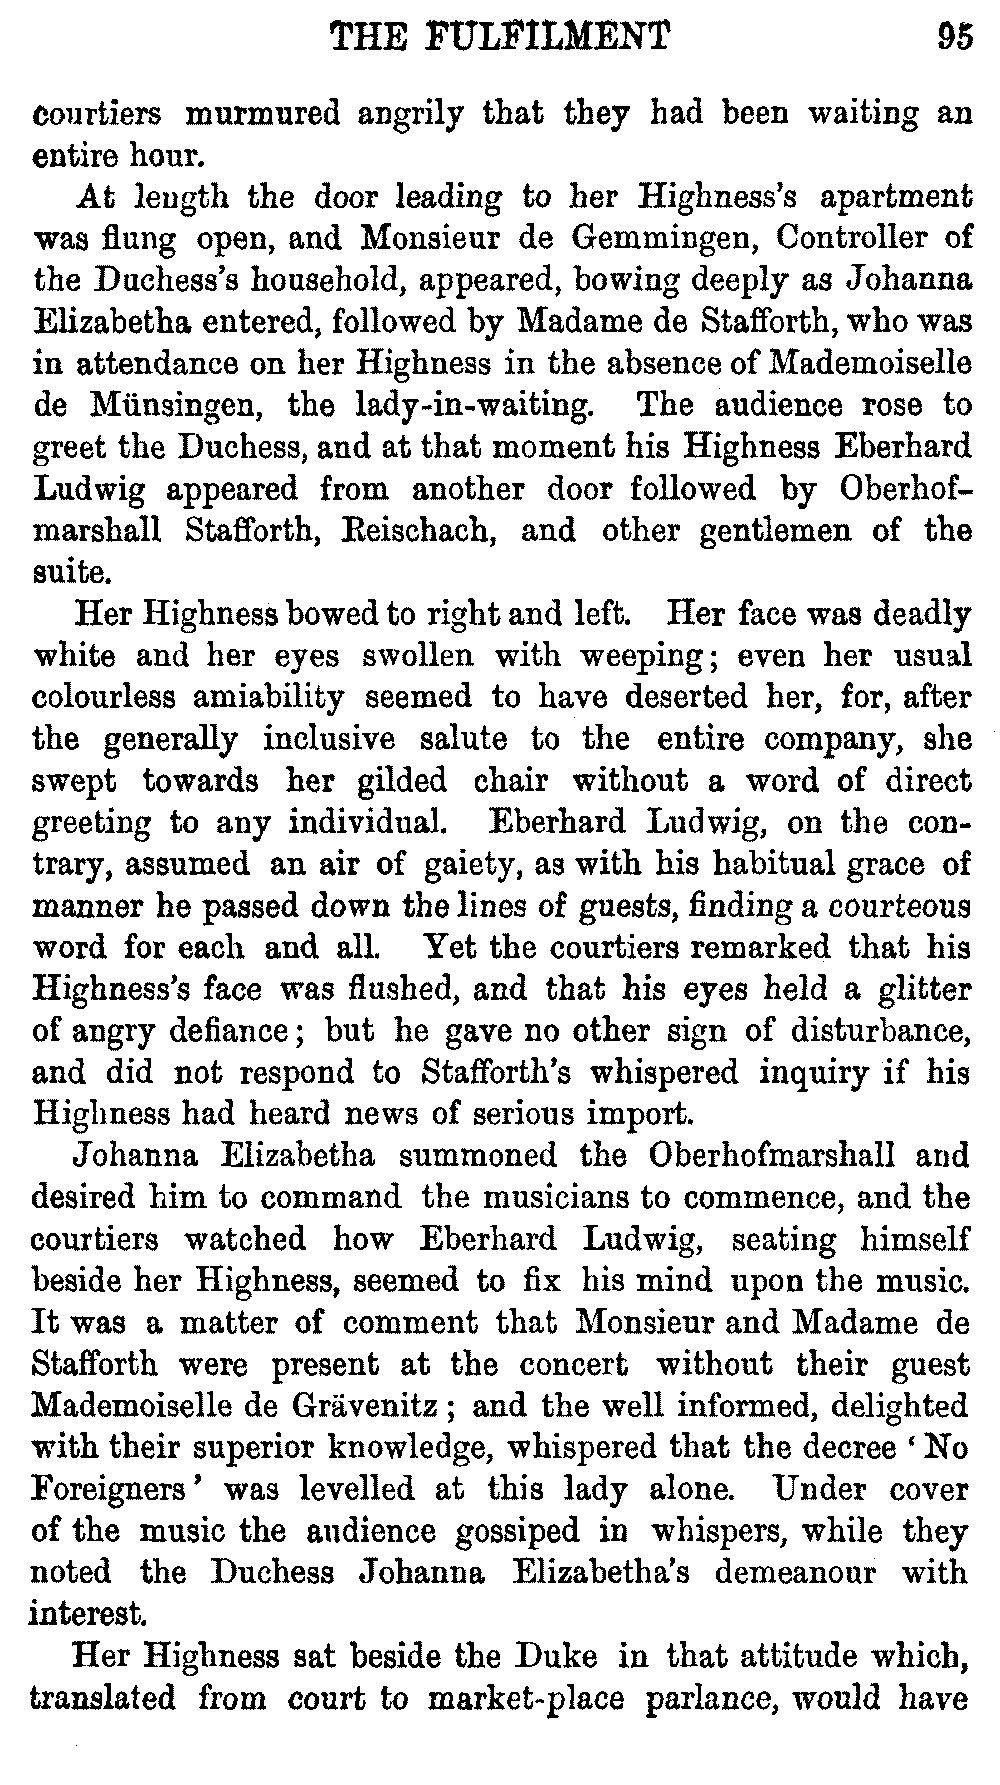 THE FULFILMENT 95
courtiers murmured angrily that they had been waiting an
entire hour.
At length the door leading to her Highness's apartment
was flung open, and Monsieur de Gemmingen, Controller of
the Duchess's household, appeared, bowing deeply as Johanna
Elizabetha entered, followed by Madame de Stafforth, who was
in attendance on her Highness in the absence of Mademoiselle
de Münsingen, the lady-in-waiting. The audience rose to
greet the Duchess, and at that moment his Highness Eberhard
Ludwig appeared from another door followed by Oberhof-
marshall Stafforth, Reischach, and other gentlemen of the
suite.
Her Highness bowed to right and left. Her face was deadly
white and her eyes swollen with weeping; even her usual
colourless amiability seemed to have deserted her, for, after
the generally inclusive salute to the entire company, she
swept towards her gilded chair without a word of direct
greeting to any individual. Eberhard Ludwig, on the con-
trary, assumed an air of gaiety, as with his habitual grace of
manner he passed down the lines of guests, finding a courteous
word for each and all. Yet the courtiers remarked that his
Highness's face was flushed, and that his eyes held a glitter
of angry defiance; but he gave no other sign of disturbance,
and did not respond to Stafforth's whispered inquiry if his
Highness had heard news of serious import.
Johanna Elizabetha summoned the Oberhofmarshall and
desired him to command the musicians to commence, and the
courtiers watched how Eberhard Ludwig, seating himself
beside her Highness, seemed to fix his mind upon the music.
It was a matter of comment that Monsieur and Madame de
Stafforth were present at the concert without their guest
Mademoiselle de Grävenitz; and the well informed, delighted
with their superior knowledge, whispered that the decree ‘No
Foreigners’ was levelled at this lady alone. Under cover
of the music the audience gossiped in whispers, while they
noted the Duchess Johanna Elizabetha's demeanour with
interest.
Her Highness sat beside the Duke in that attitude which,
translated from court to market-place parlance, would have